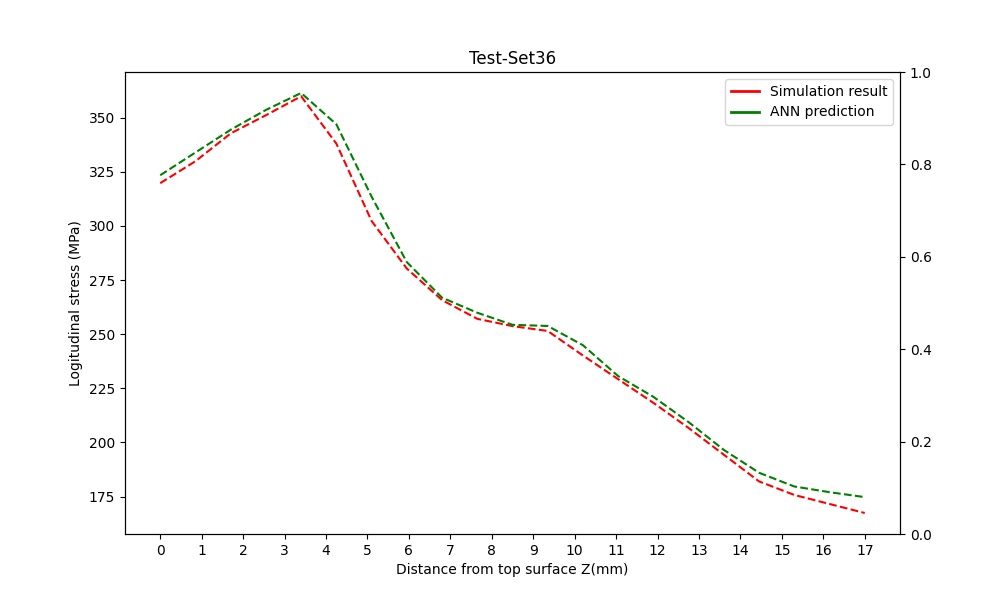 Test-Set36
Simulation result
ANN prediction
Logitudinal stress (MPa)
350
325
300
275
250
225
200
175
1.0
0.8
0.6
0.4
0.2
0.0
0 1 2 3 4 5 6 7 8 9 10 11 12 13 14 15 16 17
Distance from top surface Z(mm)